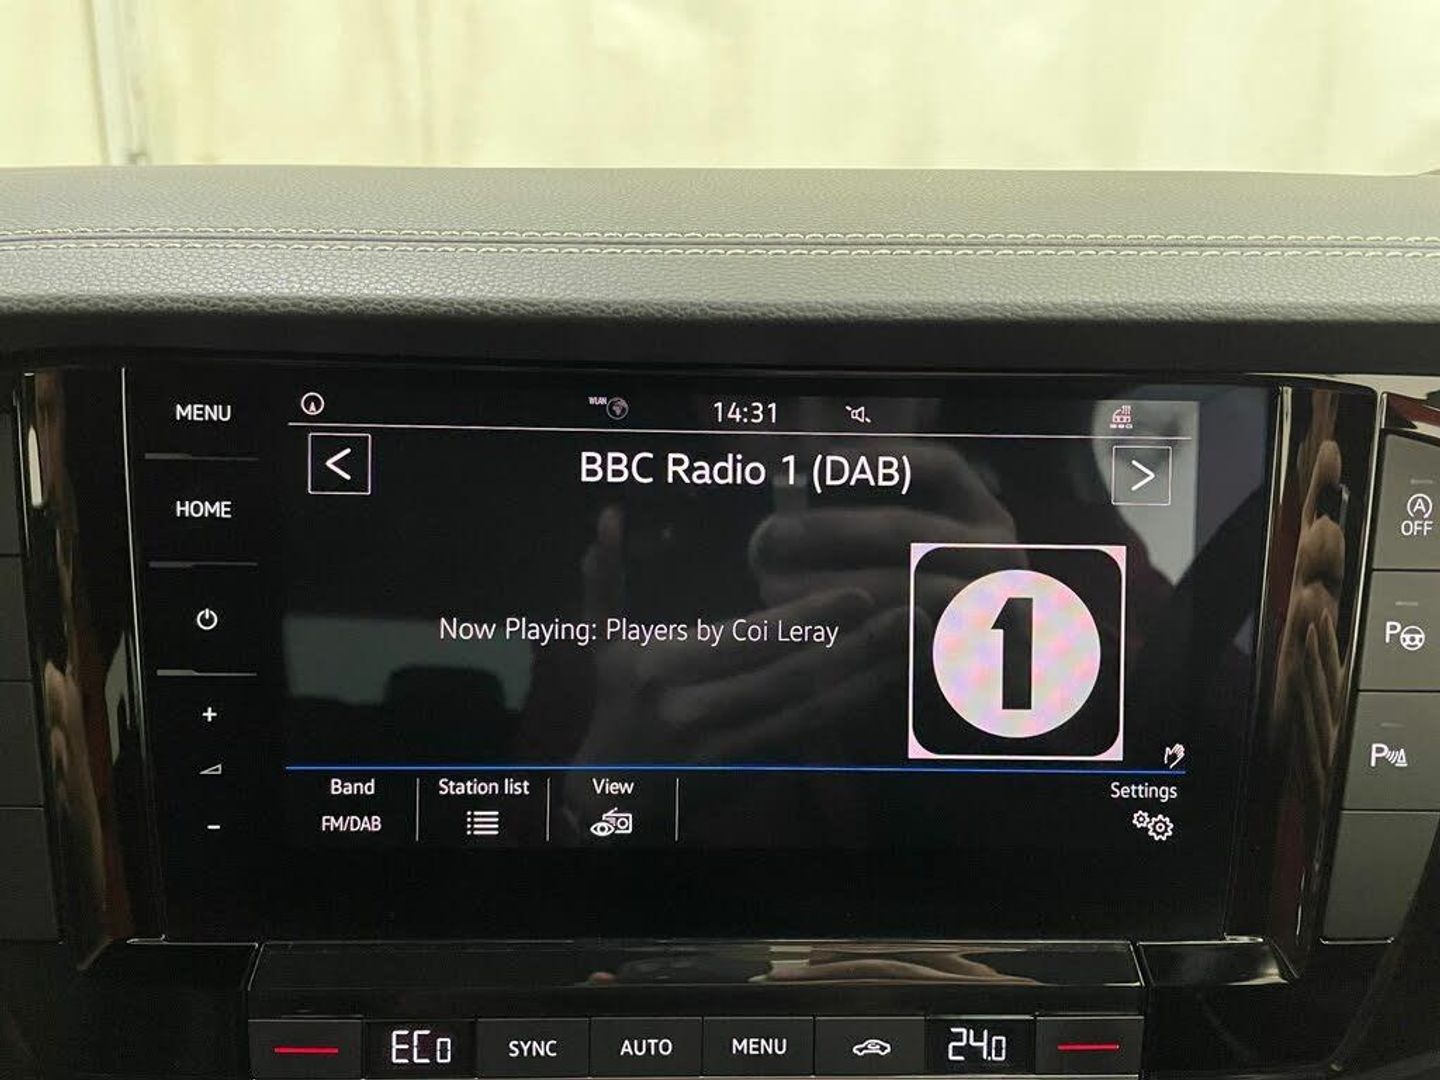 MENU
HOME
WLAN
14:31
BBC Radio 1 (DAB)
Now Playing: Players by Coi Leray
1
Band
FM/DAB
Station list
View
Settings
+
-
A
OFF
P
P
ECO
SYNC
AUTO
MENU
24.0